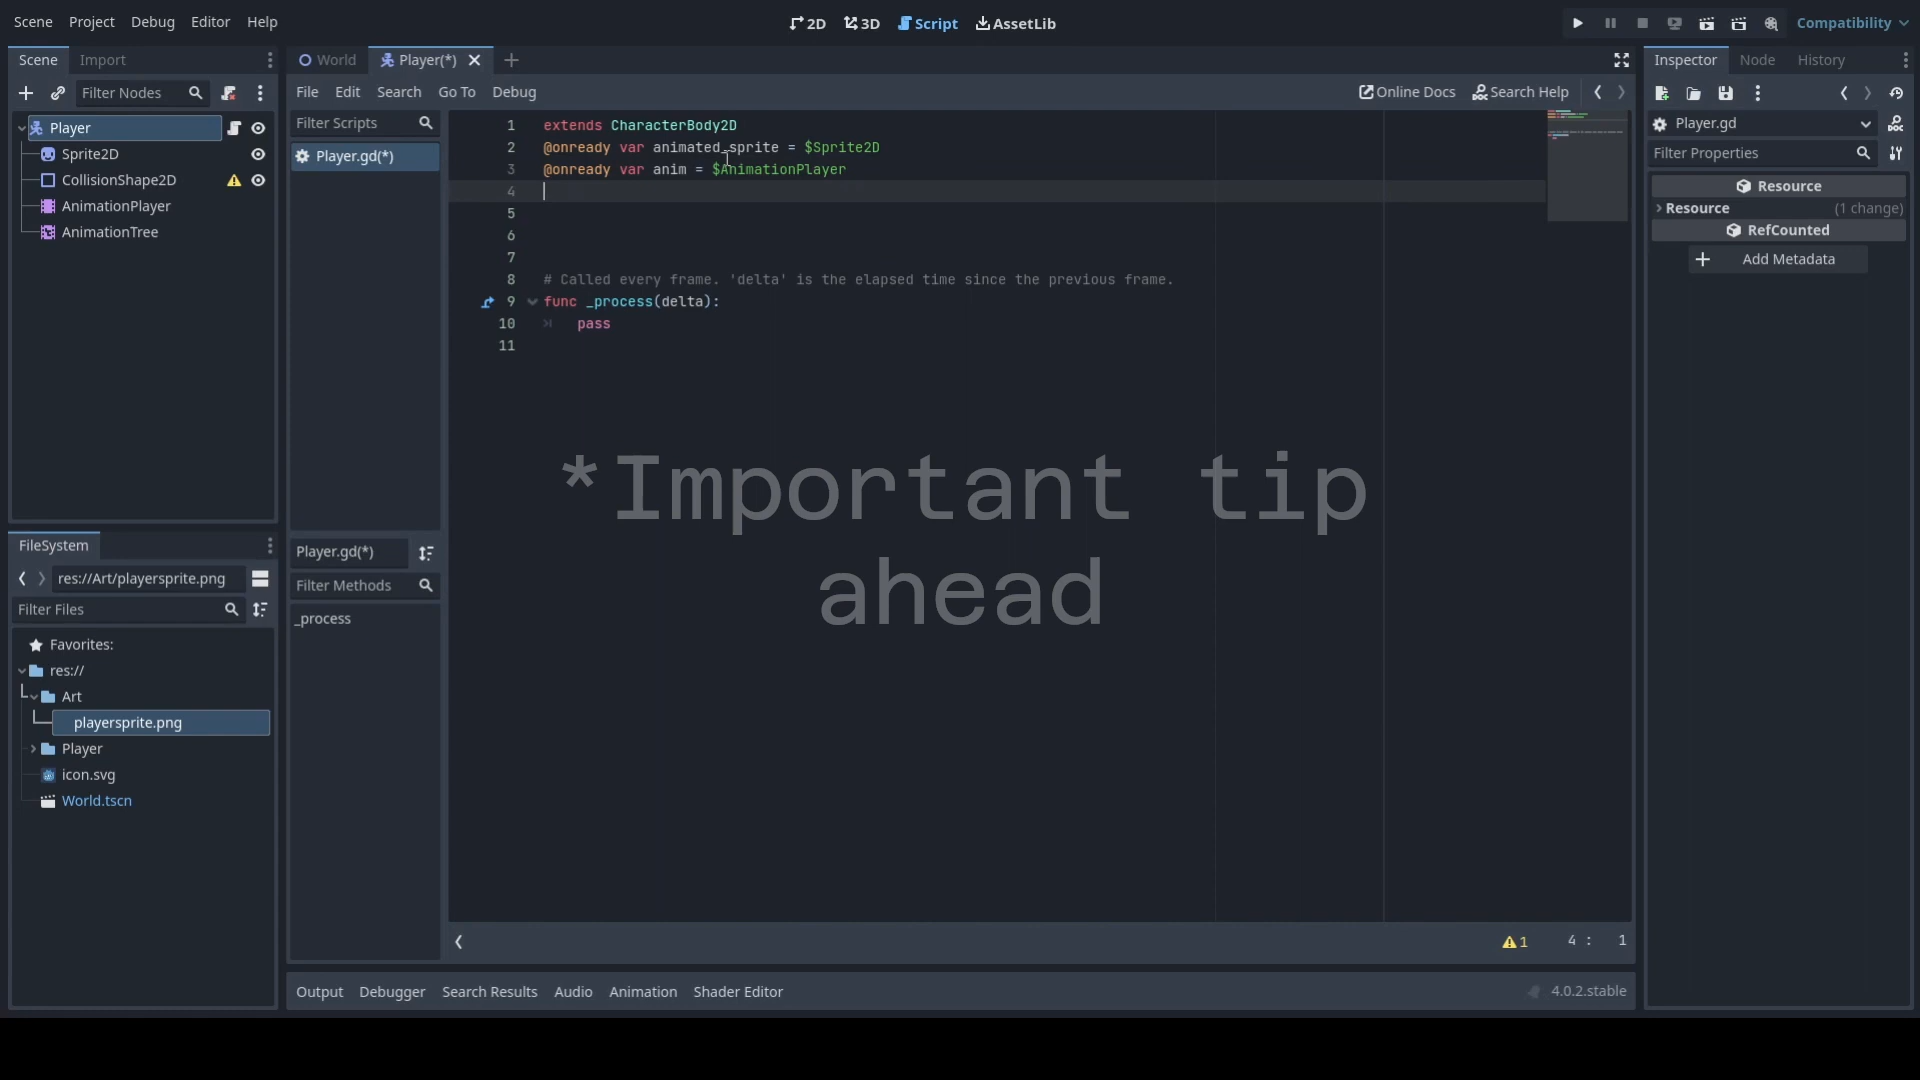 Scene Project Debug Editor Help
2D 3D Script AssetLib
Compatibility
Scene Import
Filter Nodes
Player
Sprite2D
CollisionShape2D
AnimationPlayer
AnimationTree
FileSystem
res://Art/playersprite.png
Filter Files
Favorites:
res://
Art
playersprite.png
Player
icon.svg
World.tscn
World Player(*)
File Edit Search Go To Debug
Online Docs Search Help
Filter Scripts
Player.gd(*)
Player.gd(*)
Filter Methods
_process
1 extends CharacterBody2D
2 @onready var animated_sprite = $Sprite2D
3 @onready var anim = $AnimationPlayer
4
5
6
7
8 # Called every frame. 'delta' is the elapsed time since the previous frame.
9 func _process(delta):
10 pass
11
*Important tip
ahead
1 4 : 1
Output Debugger Search Results Audio Animation Shader Editor
4.0.2.stable
Inspector Node History
Player.gd
Filter Properties
Resource
Resource (1 change)
RefCounted
Add Metadata